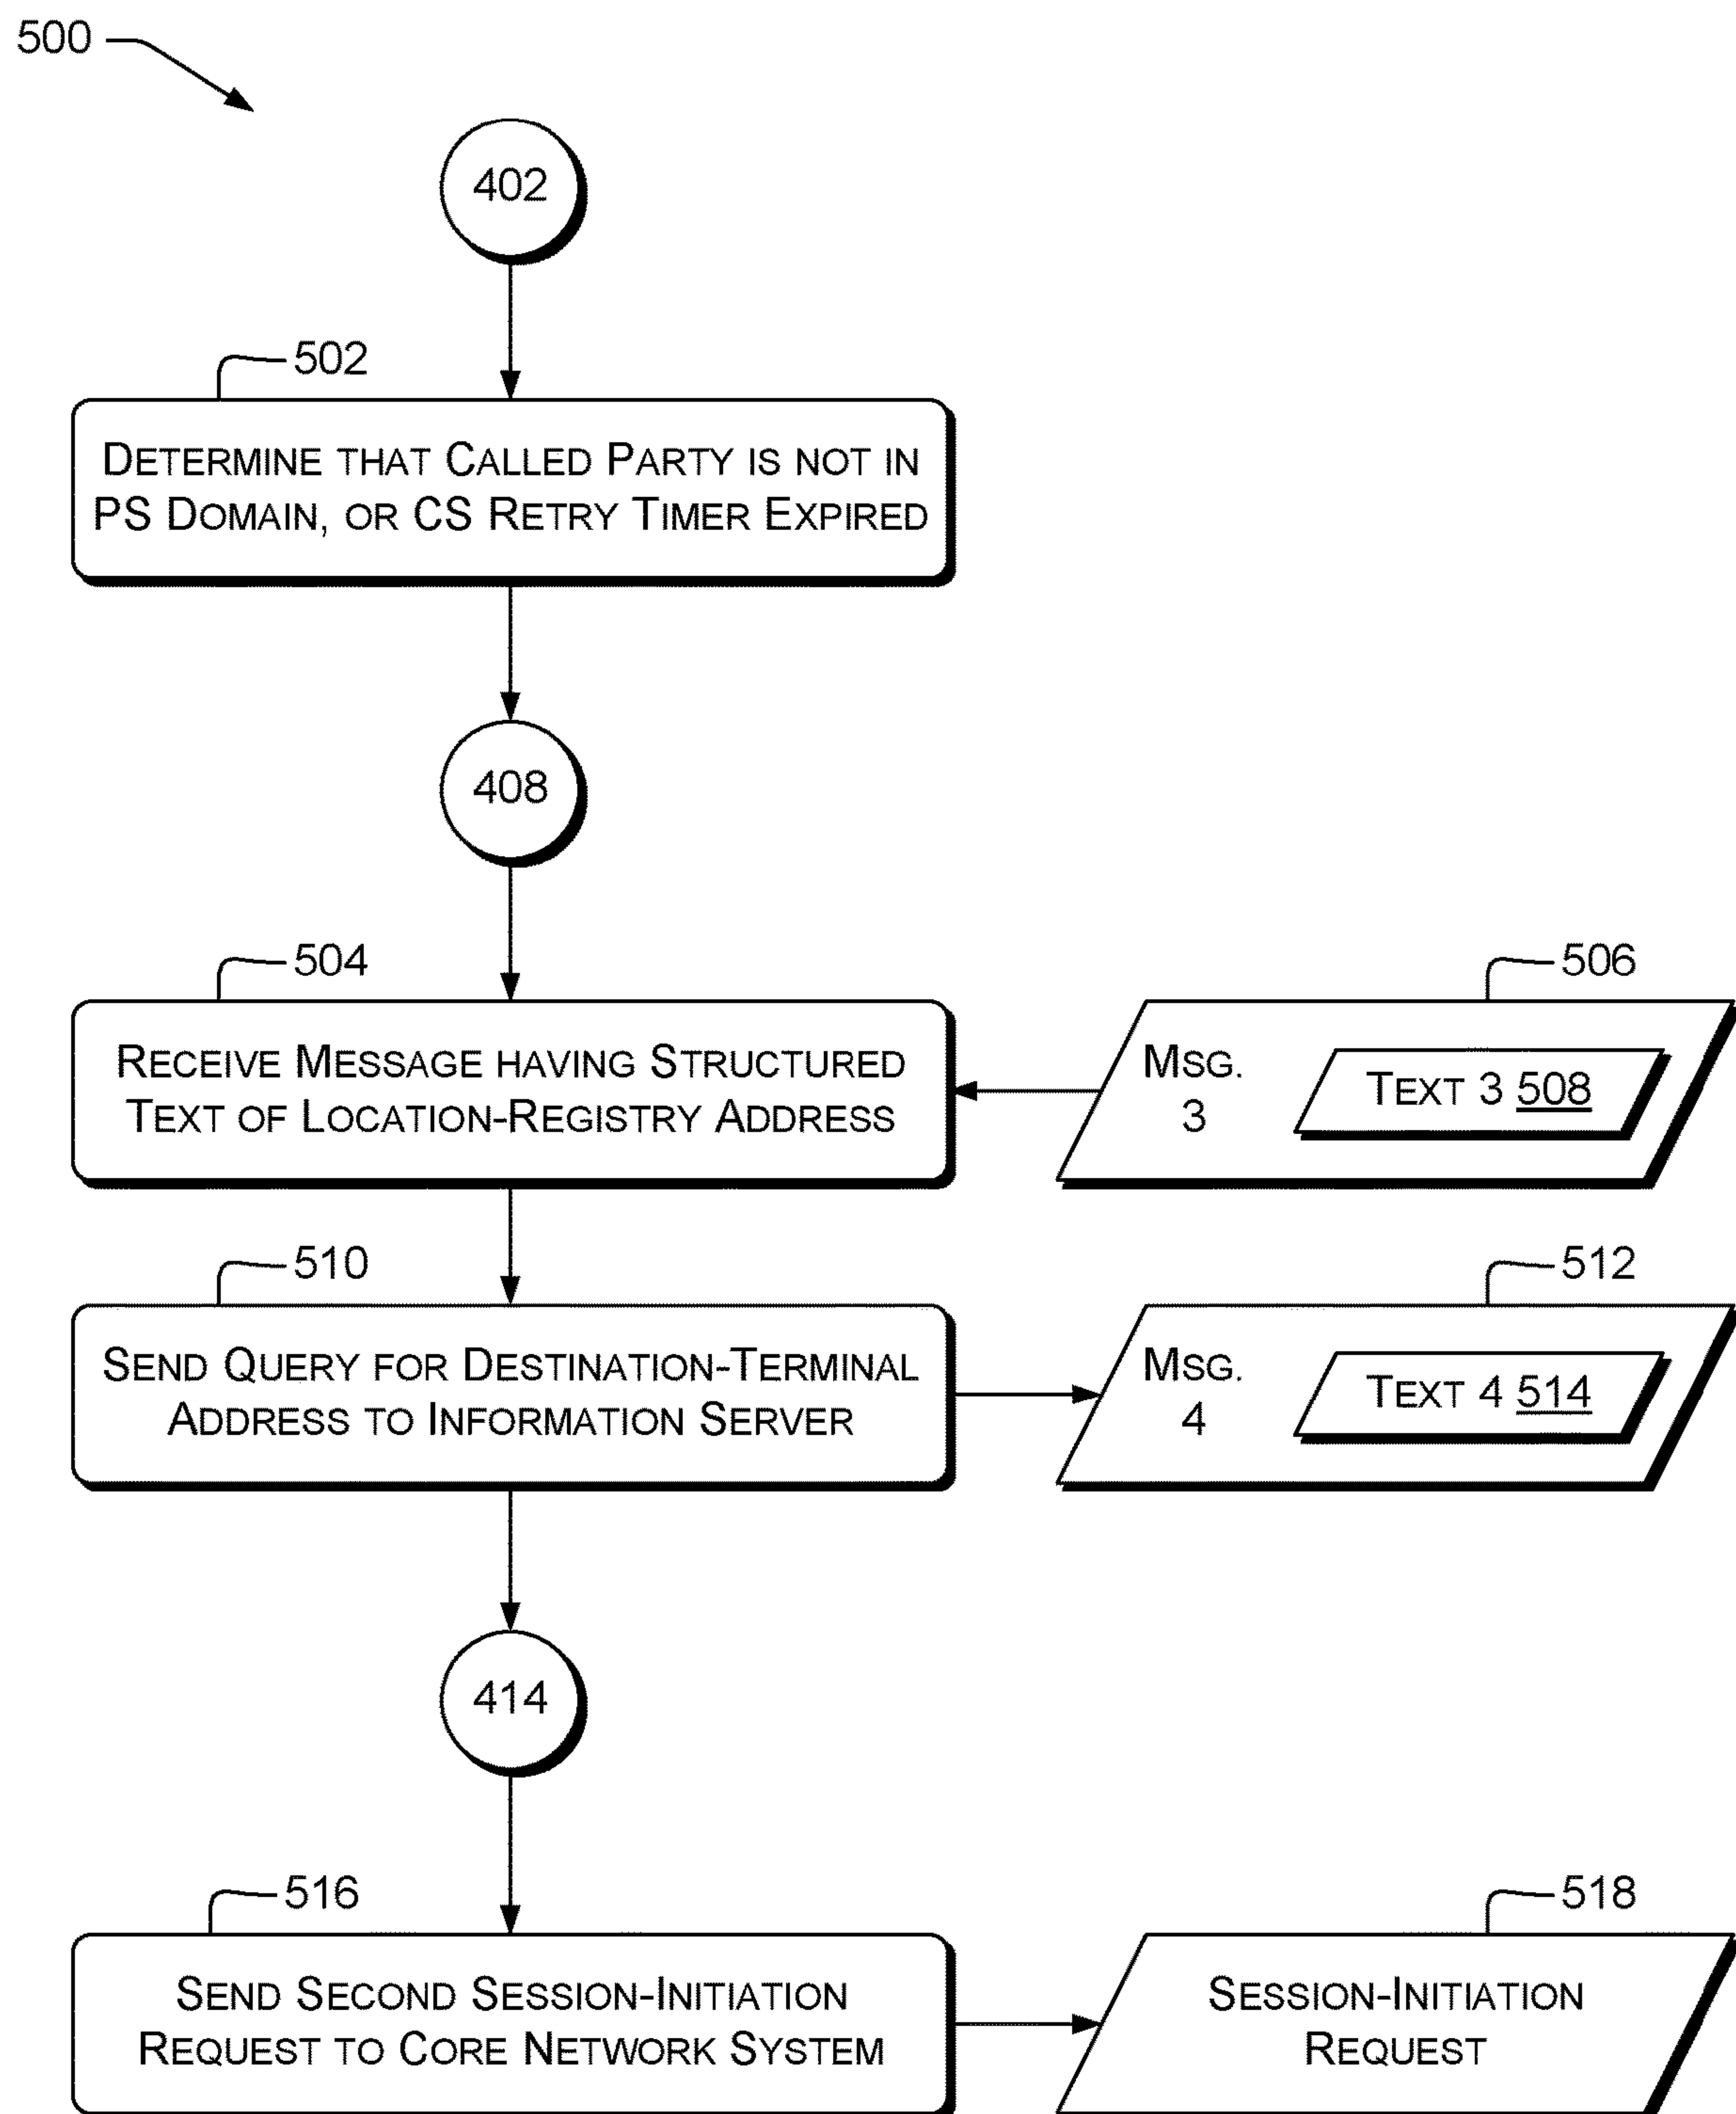 500
402
502
DETERMINE THAT CALLED PARTY IS NOT IN
PS DOMAIN, OR CS RETRY TIMER EXPIRED
408
504
RECEIVE MESSAGE HAVING STRUCTURED
TEXT OF LOCATION-REGISTRY ADDRESS
506
MSG.
3
TEXT 3 508
510
SEND QUERY FOR DESTINATION-TERMINAL
ADDRESS TO INFORMATION SERVER
512
MSG.
4
TEXT 4 514
414
516
SEND SECOND SESSION-INITIATION
REQUEST TO CORE NETWORK SYSTEM
518
SESSION-INITIATION
REQUEST